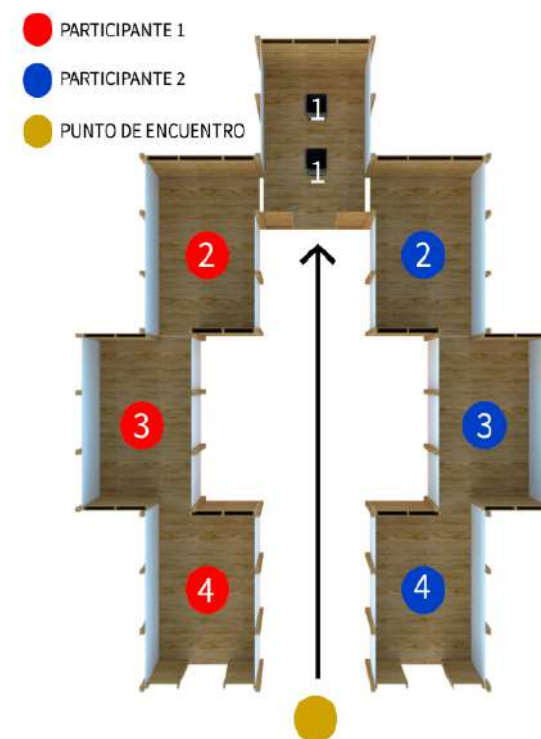 PARTICIPANTE 1
PARTICIPANTE 2
PUNTO DE ENCUENTRO
1
1
2 2
3 3
4 4